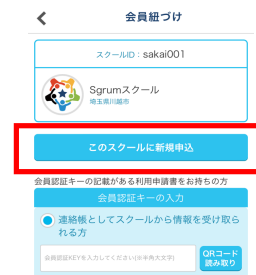 会員紐づけ
スクールID：sakai001
Sgrumスクール
埼玉県川越市
このスクールに新規申込
会員認証キーの記載がある利用申請書をお持ちの方
会員認証キーの入力
連絡帳としてスクールから情報を受け取ら
れる方
会員認証KEYを入力してください(※半角大文字)
QRコード
読み取り